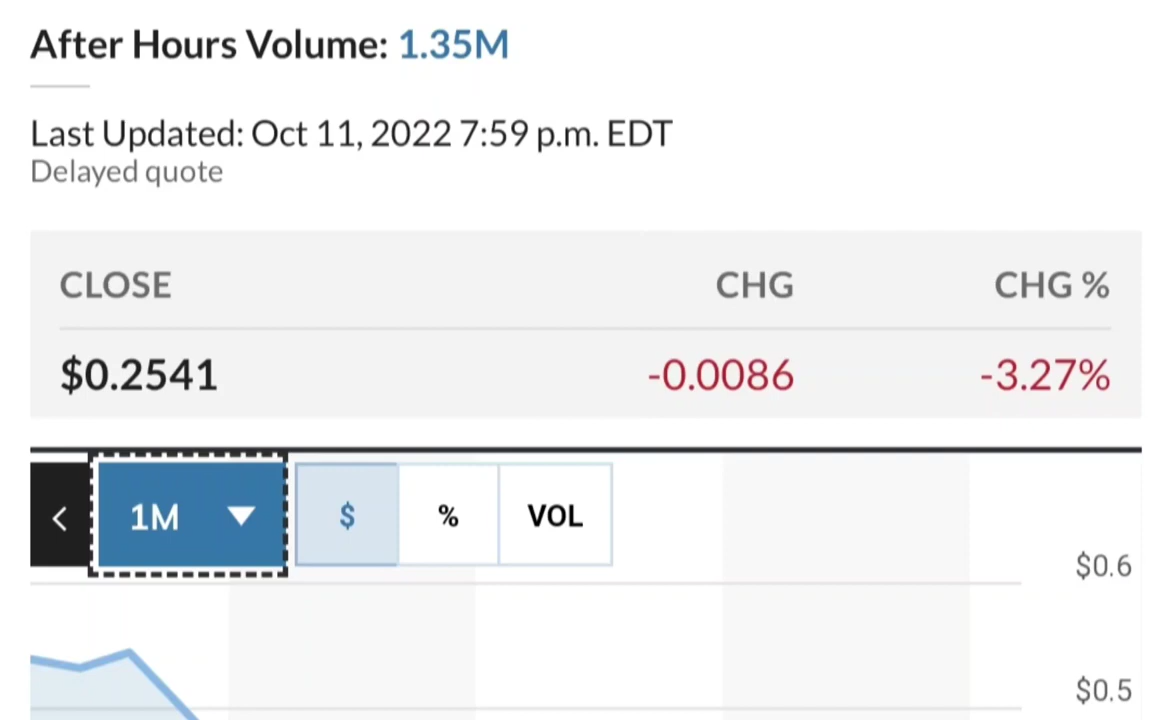 After Hours Volume: 1.35M
Last Updated: Oct 11, 2022 7:59 p.m. EDT
Delayed quote
CLOSE CHG CHG %
$0.2541 -0.0086 -3.27%
1M $ % VOL
$0.6
$0.5